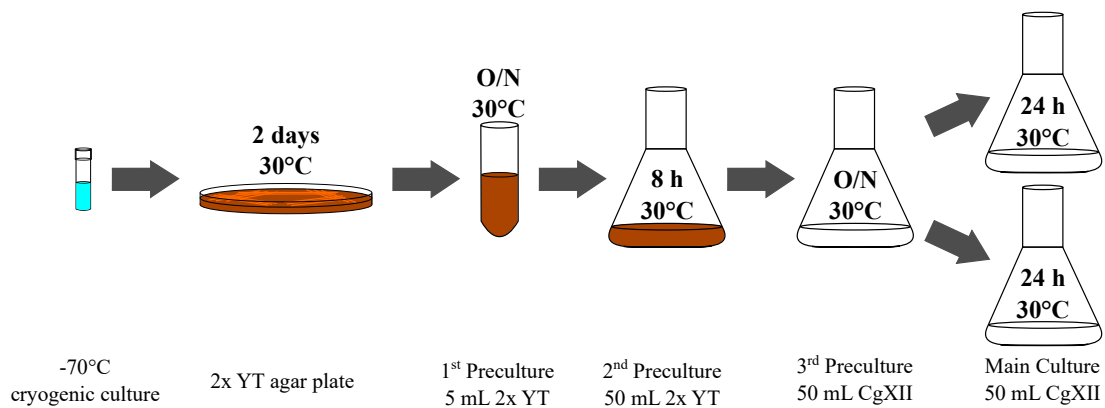 2 days
30°C
O/N
30°C
8 h
30°C
O/N
30°C
24 h
30°C
24 h
30°C
-70°C
cryogenic culture
2x YT agar plate
1st Preculture
5 mL 2x YT
2nd Preculture
50 mL 2x YT
3rd Preculture
50 mL CgXII
Main Culture
50 mL CgXII